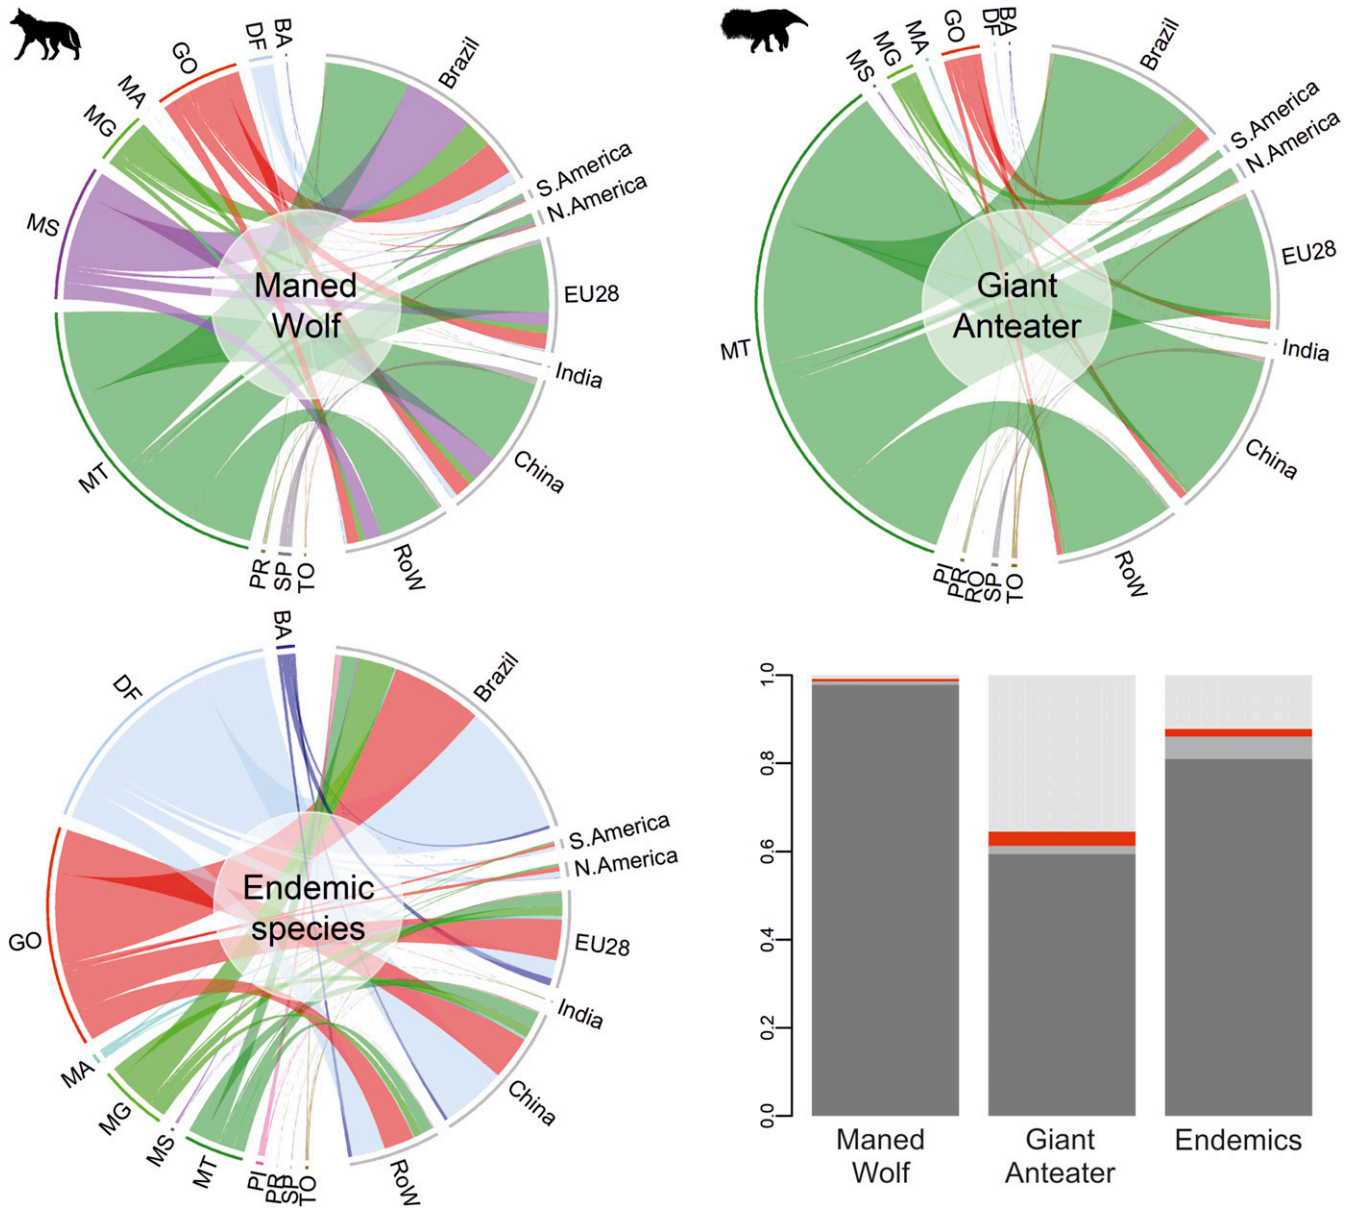 BA
DF
GO
MA
MG
MS
MT
PR
SP
TO
Brazil
S.America
N.America
EU28
India
China
RoW
Maned
Wolf
BA
DF
GO
MA
MG
MS
MT
PI
PR
RO
SP
TO
Brazil
S.America
N.America
EU28
India
China
RoW
Giant
Anteater
BA
DF
GO
MA
MG
MS
MT
PI
PR
SP
TO
Brazil
S.America
N.America
EU28
India
China
RoW
Endemic
species
1.0
0.8
0.6
0.4
0.2
0.0
Maned
Wolf
Giant
Anteater
Endemics